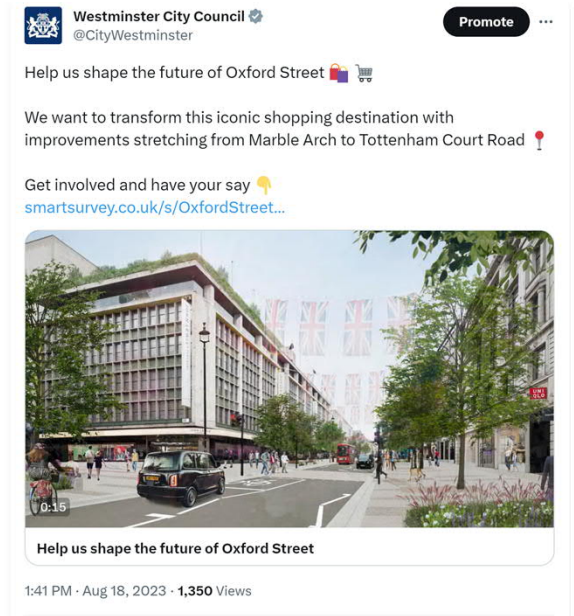 Westminster City Council
@CityWestminster
Promote
Help us shape the future of Oxford Street 🛍️ 🛒
We want to transform this iconic shopping destination with
improvements stretching from Marble Arch to Tottenham Court Road 📍
Get involved and have your say 👇
smartsurvey.co.uk/s/OxfordStreet...
UNI
QLO
0:15
Help us shape the future of Oxford Street
1:41 PM · Aug 18, 2023 · 1,350 Views